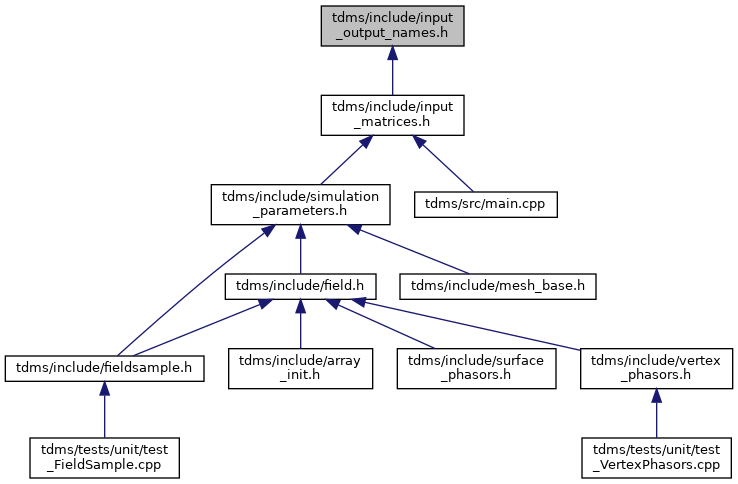 tdms/include/input
_output_names.h
tdms/include/input
_matrices.h
tdms/include/simulation
_parameters.h
tdms/src/main.cpp
tdms/include/field.h
tdms/include/mesh_base.h
tdms/include/fieldsample.h
tdms/include/array
_init.h
tdms/include/surface
_phasors.h
tdms/include/vertex
_phasors.h
tdms/tests/unit/test
_FieldSample.cpp
tdms/tests/unit/test
_VertexPhasors.cpp